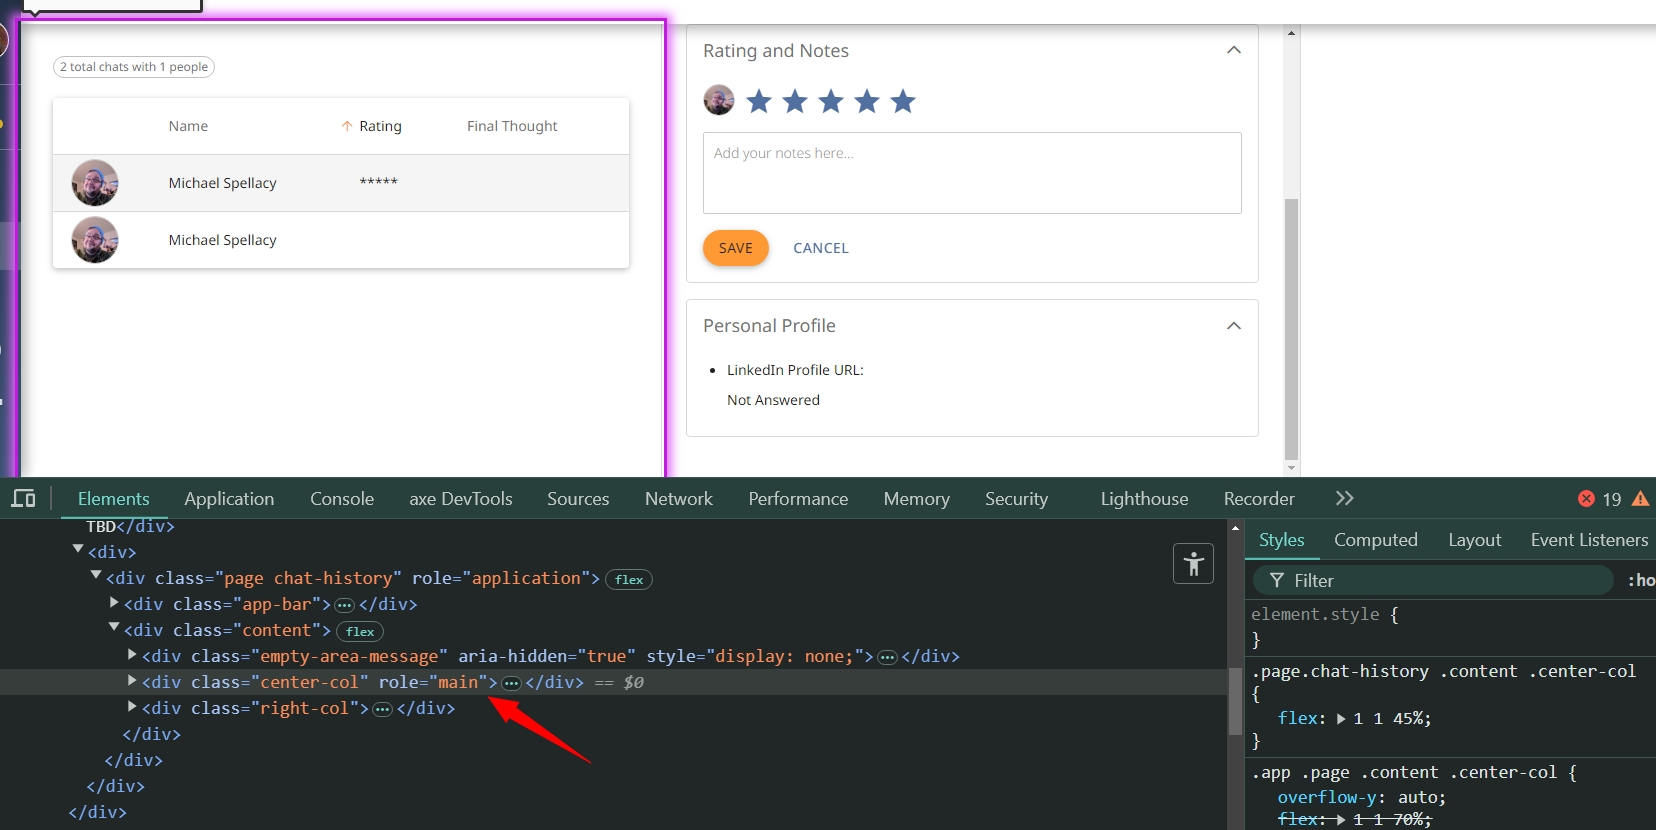 2 total chats with 1 people
Name Rating Final Thought
Michael Spellacy *****
Michael Spellacy
Rating and Notes
Add your notes here...
SAVE CANCEL
Personal Profile
LinkedIn Profile URL:
Not Answered
Elements Application Console axe DevTools Sources Network Performance Memory Security Lighthouse Recorder 19
TBD</div>
<div>
<div class="page chat-history" role="application"> flex
<div class="app-bar">…</div>
<div class="content"> flex
<div class="empty-area-message" aria-hidden="true" style="display: none;">…</div>
<div class="center-col" role="main">…</div> == $0
<div class="right-col">…</div>
</div>
</div>
</div>
</div>
Styles Computed Layout Event Listeners
Filter :ho
element.style {
}
.page.chat-history .content .center-col
{
flex: 1 1 45%;
}
.app .page .content .center-col {
overflow-y: auto;
flex: 1 1 70%;